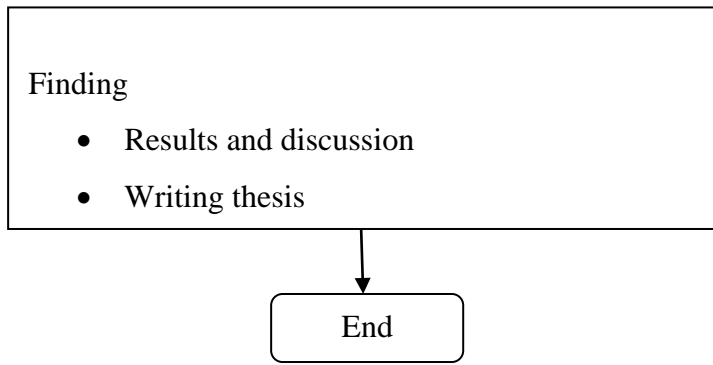 Finding
• Results and discussion
• Writing thesis
End